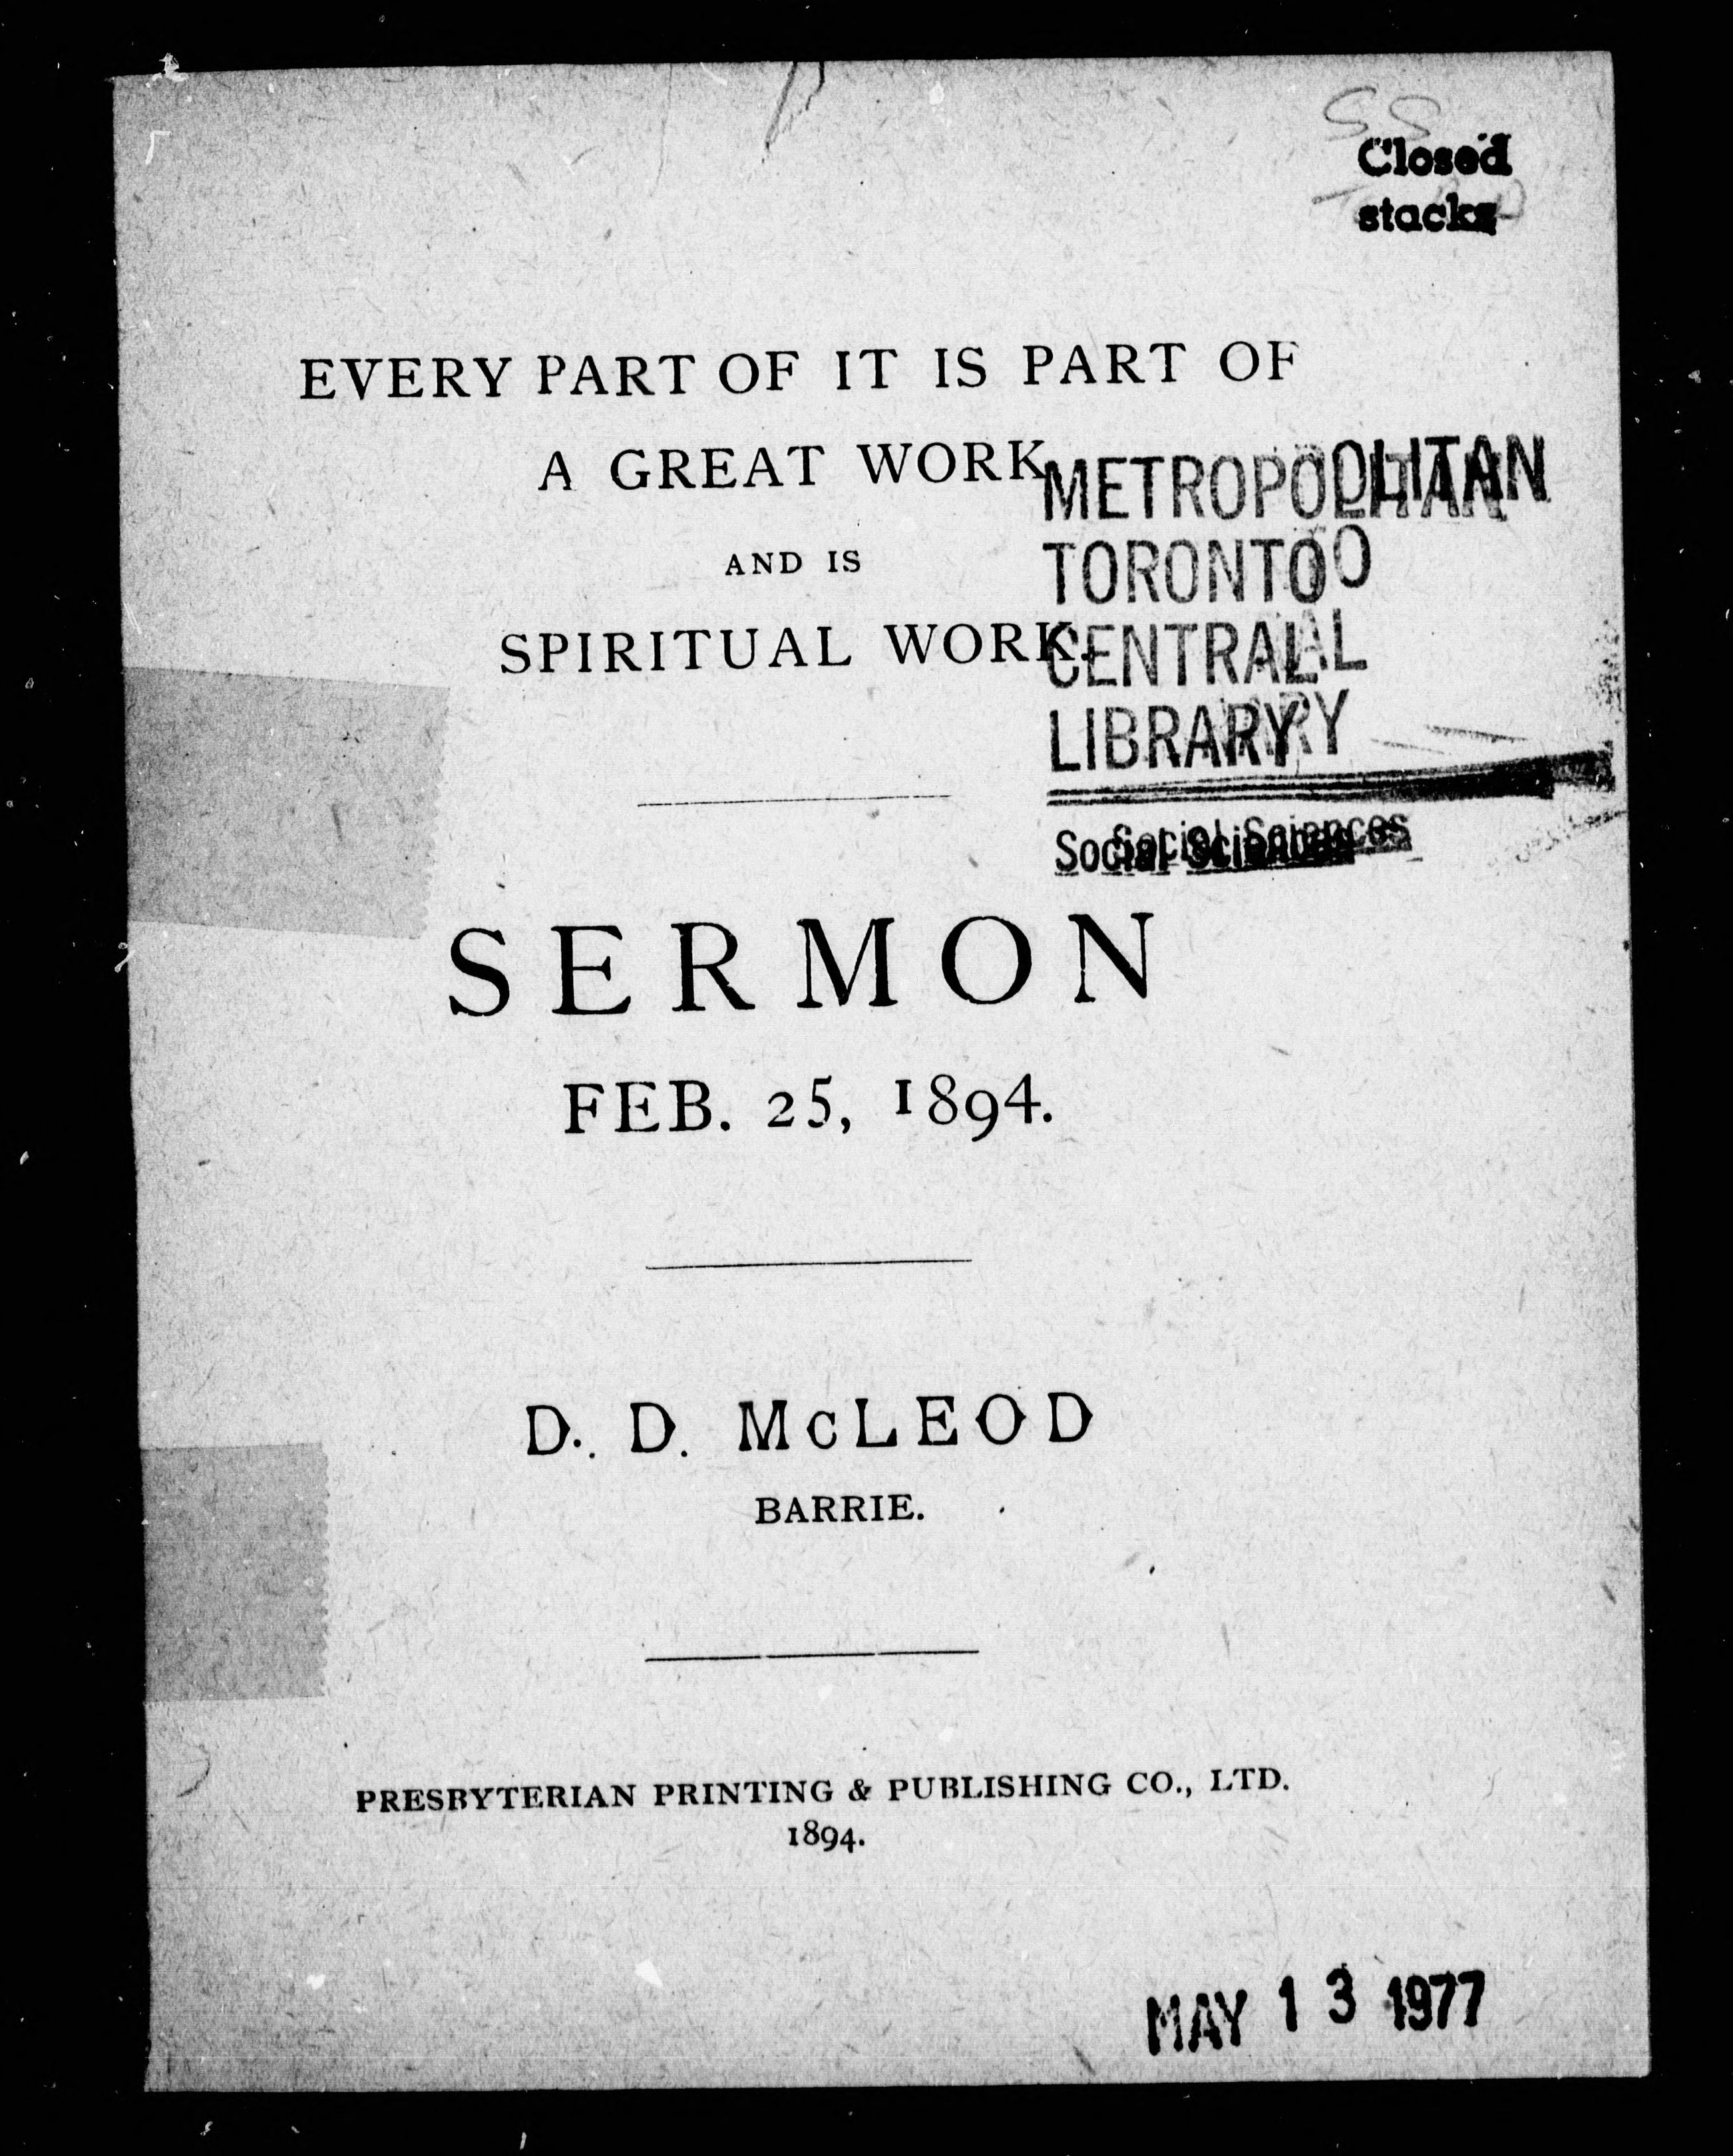 SS
Closed
stacks
EVERY PART OF IT IS PART OF
A GREAT WORK
AND IS
SPIRITUAL WORK.
METROPOLITAN
TORONTO
CENTRAL
LIBRARY
Social Sciences
SERMON
FEB. 25, 1894.
D. D. McLEOD
BARRIE.
PRESBYTERIAN PRINTING & PUBLISHING CO., LTD.
1894.
MAY 13 1977